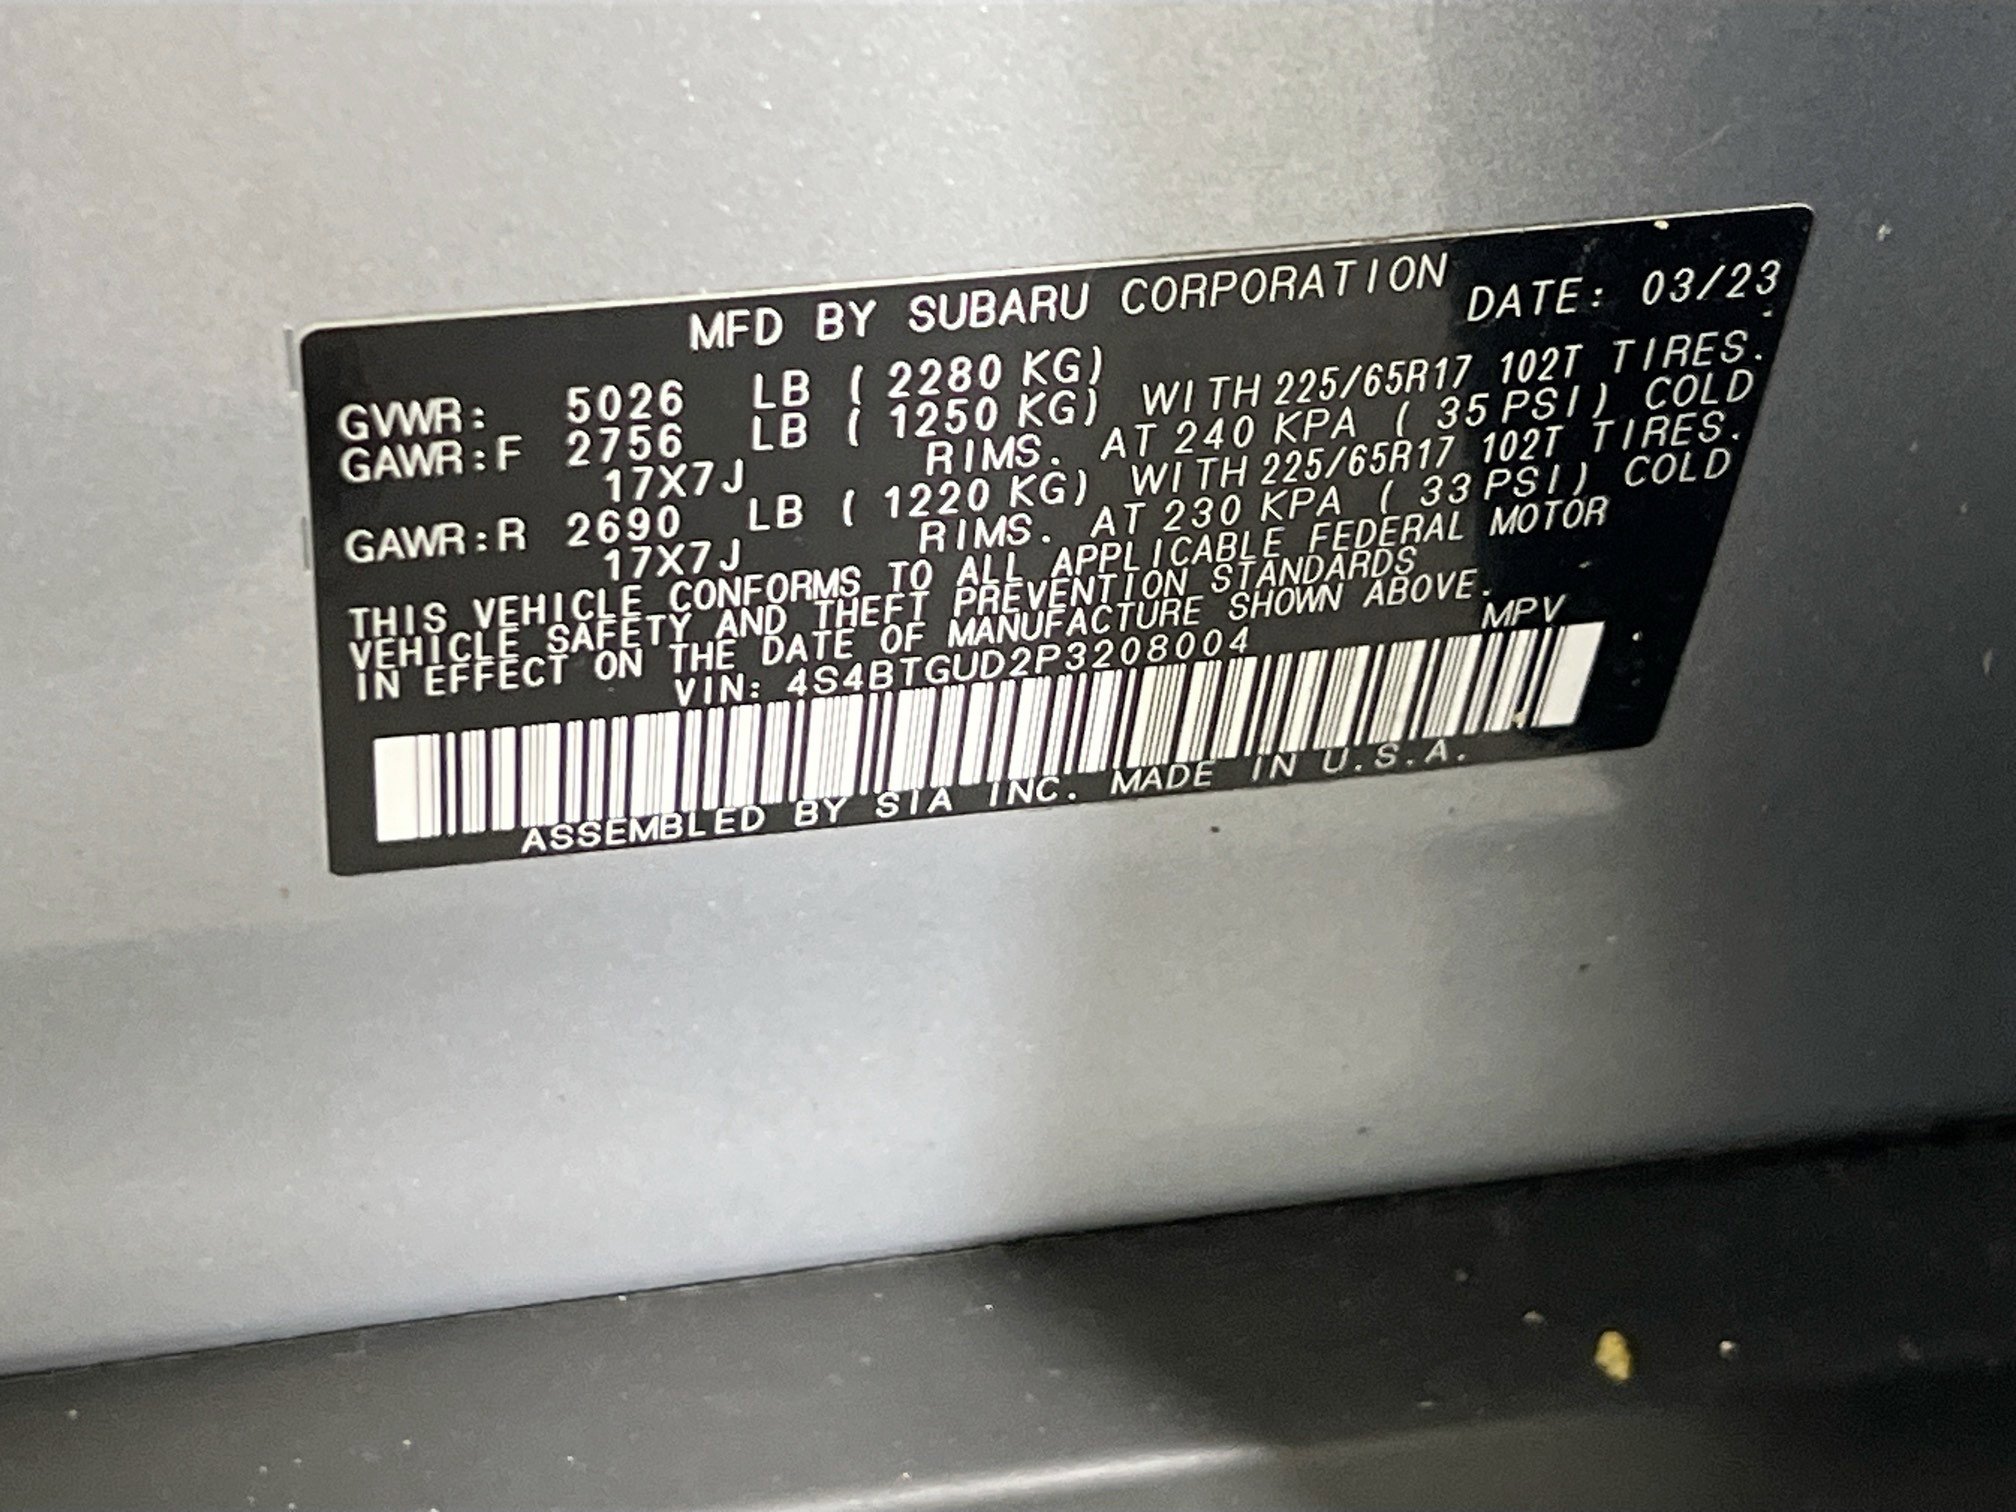 MFD BY SUBARU CORPORATION DATE: 03/23
GVWR: 5026 LB ( 2280 KG)
GAWR:F 2756 LB ( 1250 KG) WITH 225/65R17 102T TIRES.
17X7J RIMS. AT 240 KPA ( 35 PSI) COLD
GAWR:R 2690 LB ( 1220 KG) WITH 225/65R17 102T TIRES.
17X7J RIMS. AT 230 KPA ( 33 PSI) COLD
THIS VEHICLE CONFORMS TO ALL APPLICABLE FEDERAL MOTOR
VEHICLE SAFETY AND THEFT PREVENTION STANDARDS
IN EFFECT ON THE DATE OF MANUFACTURE SHOWN ABOVE.
VIN: 4S4BTGUD2P3208004 MPV
ASSEMBLED BY SIA INC. MADE IN U.S.A.